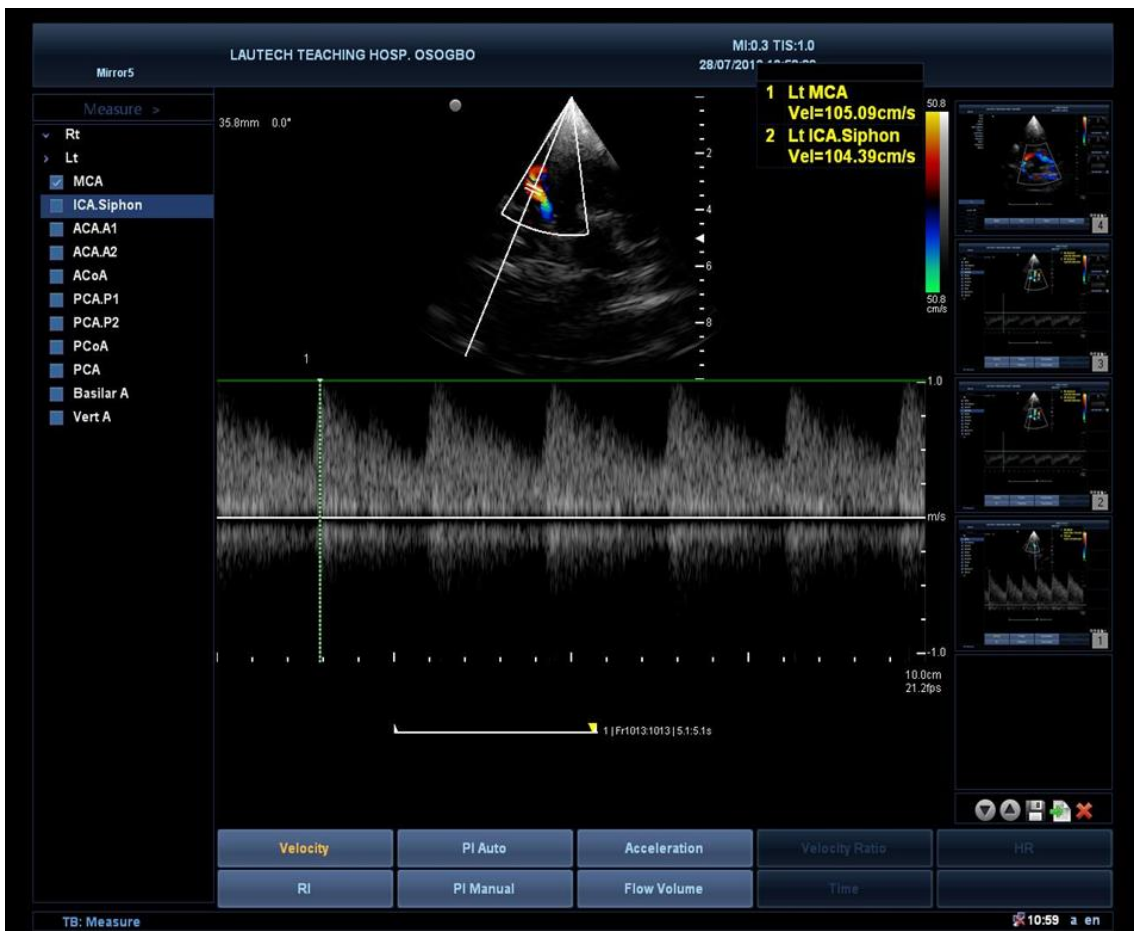 LAUTECH TEACHING HOSP. OSOGBO
MI:0.3 TIS:1.0
Mirror5
1 Lt MCA
Vel=105.09cm/s
2 Lt ICA.Siphon
Vel=104.39cm/s
Measure >
Rt
Lt
MCA
ICA.Siphon
ACA.A1
ACA.A2
ACoA
PCA.P1
PCA.P2
PCoA
PCA
Basilar A
Vert A
35.8mm 0.0°
2
4
6
8
50.8
50.8
cm/s
1
1.0
m/s
-1.0
10.0cm
21.2fps
1 | Fr1013:1013 | 5.1:5.1s
4
3
2
1
Velocity
PI Auto
Acceleration
Velocity Ratio
HR
RI
PI Manual
Flow Volume
Time
TB: Measure
10:59 a en